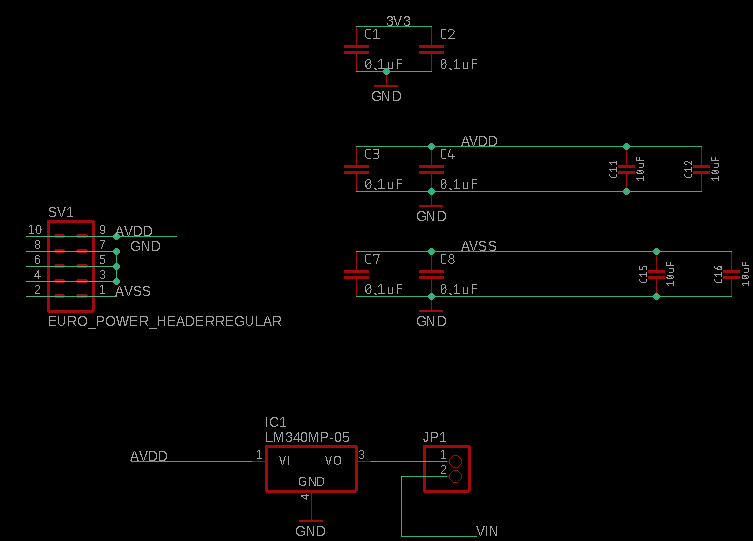 3V3
C1 C2
0.1uF 0.1uF
GND
AVDD
C3 C4 C11 10uF C12 10uF
0.1uF 0.1uF
GND
SV1
10 9 AVDD
8 7 GND
6 5
4 3
2 1 AVSS
EURO_POWER_HEADERREGULAR
AVSS
C7 C8 C15 10uF C16 10uF
0.1uF 0.1uF
GND
IC1
LM340MP-05
AVDD 1 VI VO 3
GND
4
GND
JP1
1
2
VIN